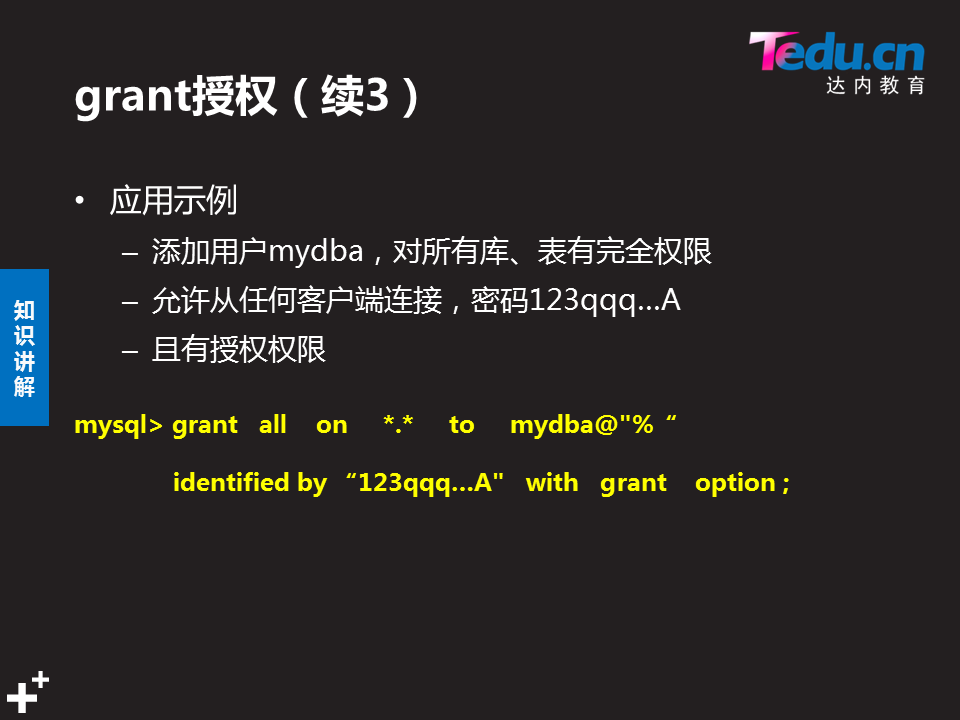 Tedu.cn
达内教育
grant授权（续3）
• 应用示例
– 添加用户mydba，对所有库、表有完全权限
– 允许从任何客户端连接，密码123qqq…A
– 且有授权权限
知
识
讲
解
mysql> grant all on *.* to mydba@"% “
identified by “123qqq…A" with grant option ;